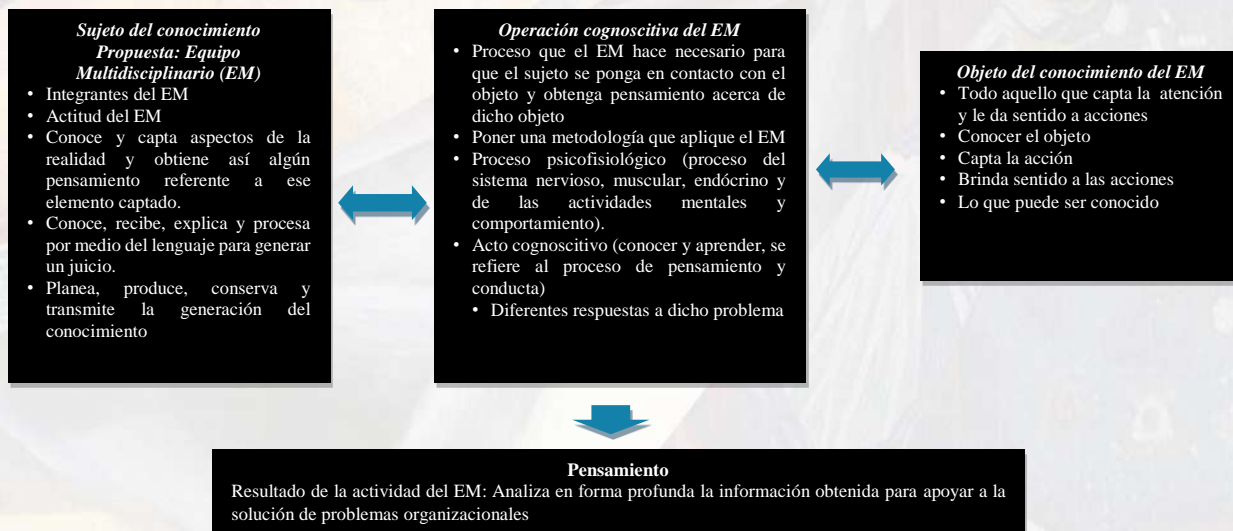 Sujeto del conocimiento
Propuesta: Equipo
Multidisciplinario (EM)
• Integrantes del EM
• Actitud del EM
• Conoce y capta aspectos de la
realidad y obtiene así algún
pensamiento referente a ese
elemento captado.
• Conoce, recibe, explica y procesa
por medio del lenguaje para generar
un juicio.
• Planea, produce, conserva y
transmite la generación del
conocimiento
Operación cognoscitiva del EM
• Proceso que el EM hace necesario para
que el sujeto se ponga en contacto con el
objeto y obtenga pensamiento acerca de
dicho objeto
• Poner una metodología que aplique el EM
• Proceso psicofisiológico (proceso del
sistema nervioso, muscular, endócrino y
de las actividades mentales y
comportamiento).
• Acto cognoscitivo (conocer y aprender, se
refiere al proceso de pensamiento y
conducta)
• Diferentes respuestas a dicho problema
Objeto del conocimiento del EM
• Todo aquello que capta la atención
y le da sentido a acciones
• Conocer el objeto
• Capta la acción
• Brinda sentido a las acciones
• Lo que puede ser conocido
Pensamiento
Resultado de la actividad del EM: Analiza en forma profunda la información obtenida para apoyar a la
solución de problemas organizacionales